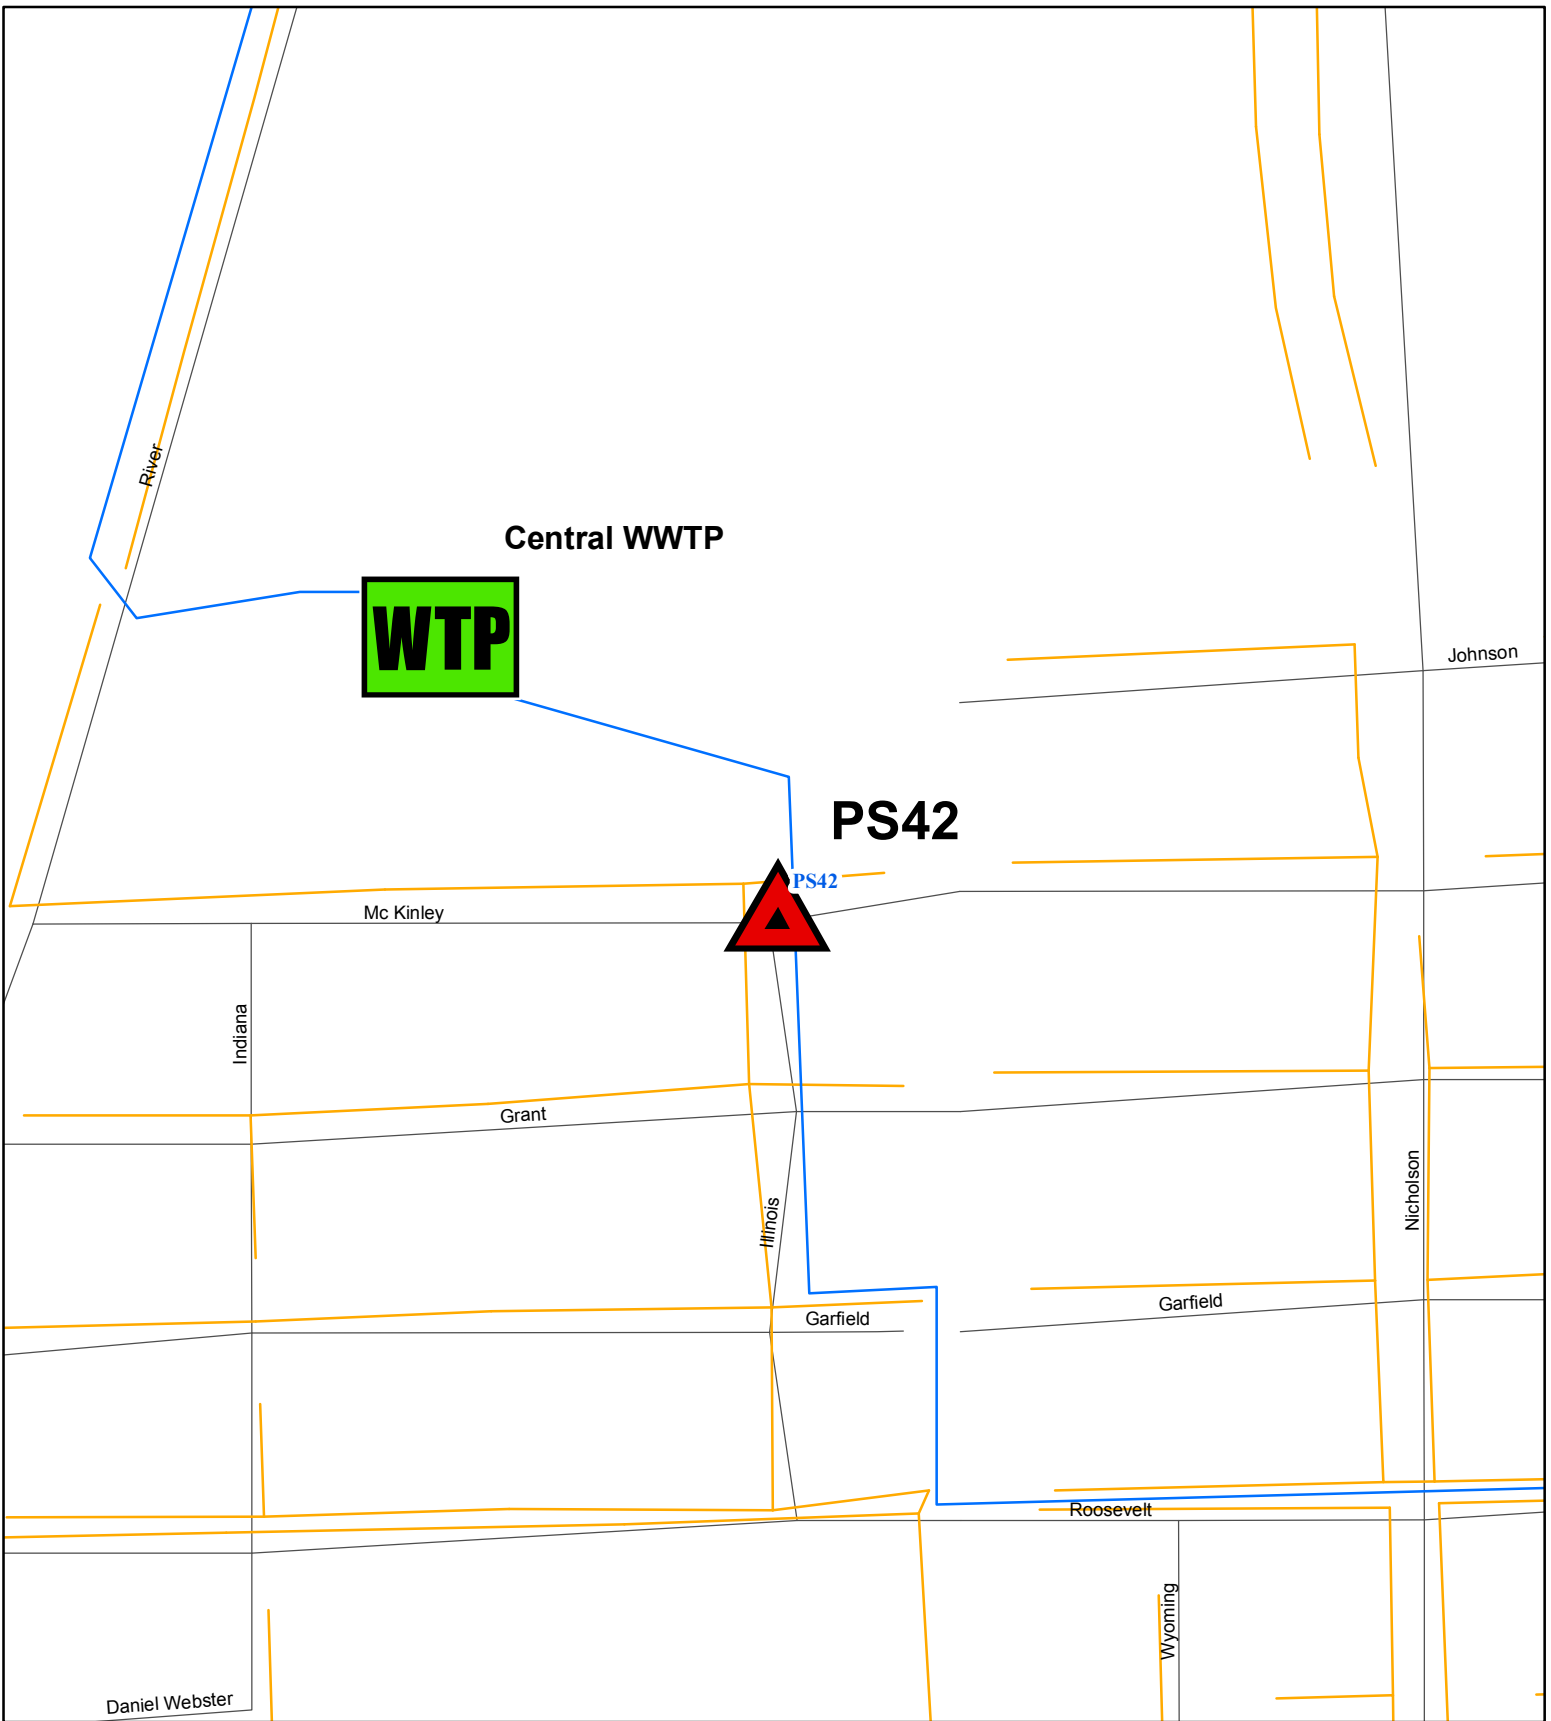 River
Central WWTP
WTP
Johnson
PS42
PS42
Mc Kinley
Indiana
Grant
Illinois
Nicholson
Garfield
Garfield
Roosevelt
Wyoming
Daniel Webster